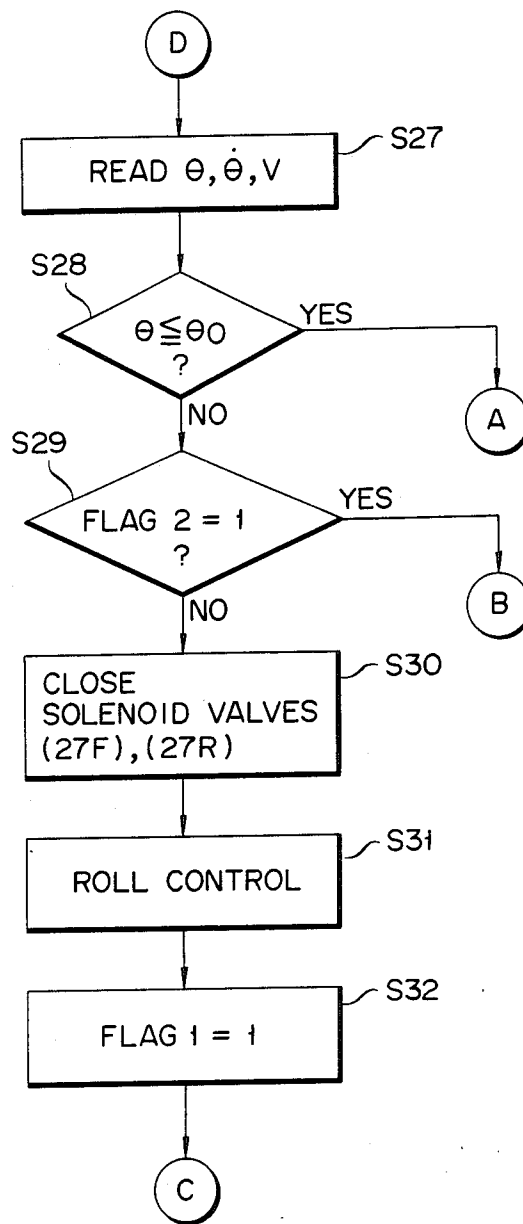 D
READ Θ, Θ̇, V
S27
S28
Θ ≦ Θ0
?
YES
A
NO
S29
FLAG 2 = 1
?
YES
B
NO
S30
CLOSE
SOLENOID VALVES
(27F), (27R)
S31
ROLL CONTROL
S32
FLAG 1 = 1
C